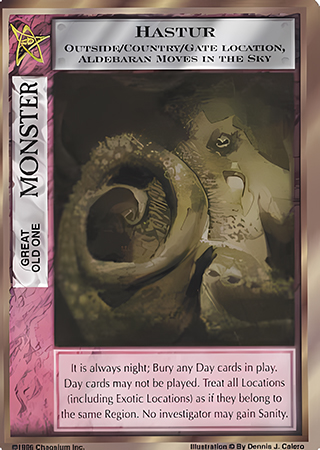 HASTUR
OUTSIDE/COUNTRY/GATE LOCATION,
ALDEBARAN MOVES IN THE SKY
MONSTER
GREAT
OLD ONE
It is always night; Bury any Day cards in play.
Day cards may not be played. Treat all Locations
(including Exotic Locations) as if they belong to
the same Region. No investigator may gain Sanity.
©1996 Chaosium Inc.
Illustration © By Dennis J. Calero